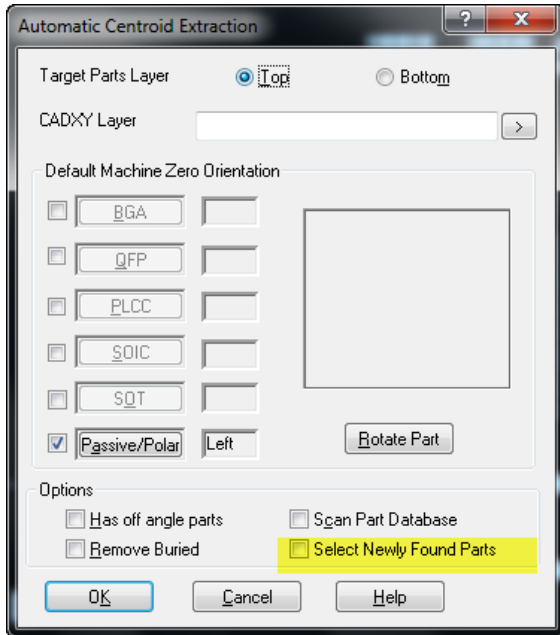 Automatic Centroid Extraction
?
X
Target Parts Layer Top Bottom
CADXY Layer >
Default Machine Zero Orientation
BGA
QFP
PLCC
SOIC
SOT
Passive/Polar Left Rotate Part
Options
Has off angle parts Scan Part Database
Remove Buried Select Newly Found Parts
OK Cancel Help